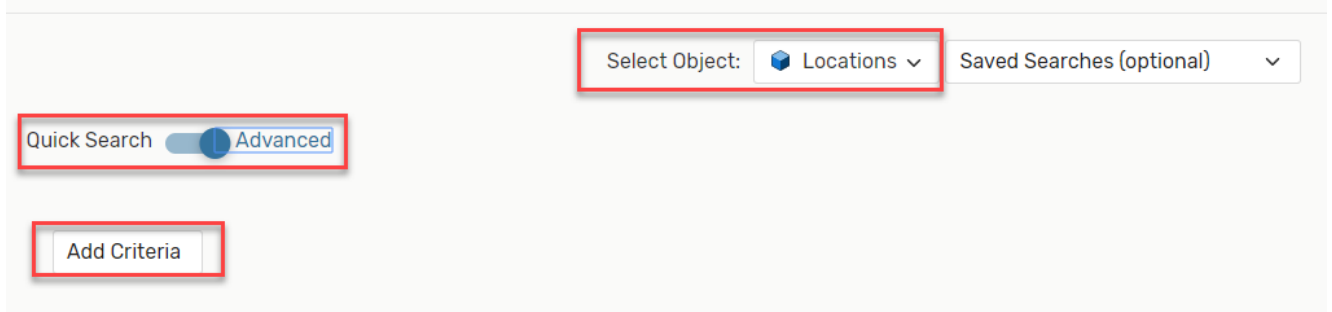 Select Object: Locations Saved Searches (optional)
Quick Search Advanced
Add Criteria